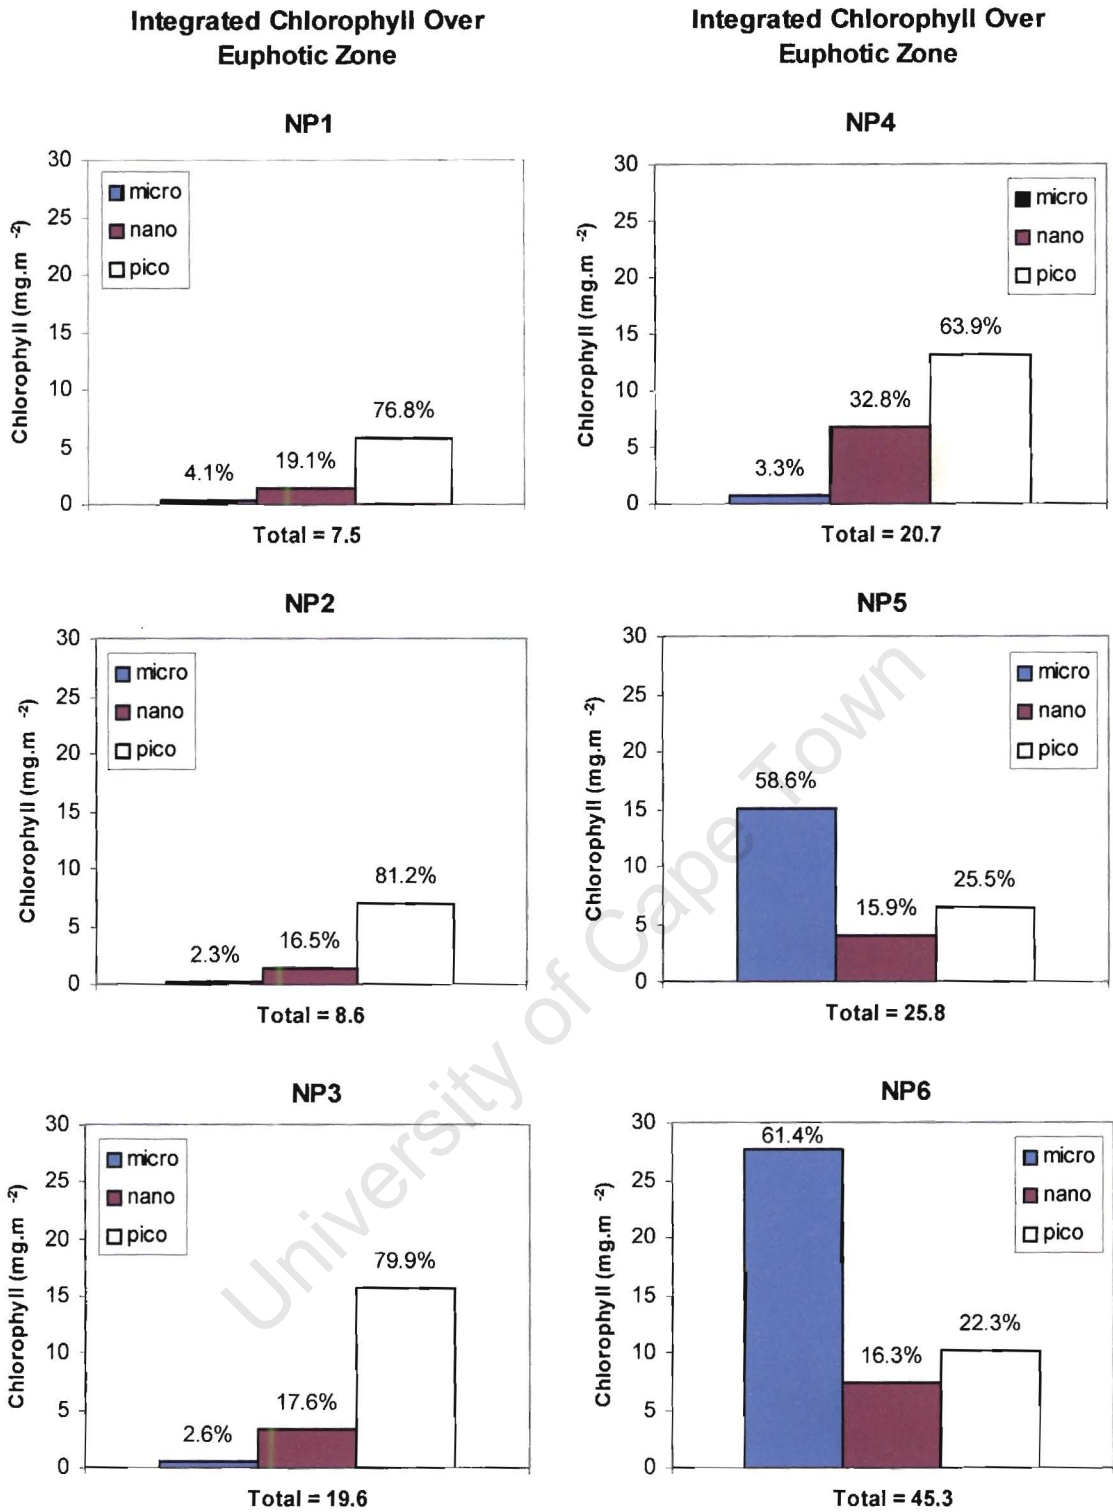 Integrated Chlorophyll Over
Euphotic Zone
NP1
30
25
20
15
10
5
0
Chlorophyll (mg.m -2)
micro
nano
pico
4.1%
19.1%
76.8%
Total = 7.5
NP2
30
25
20
15
10
5
0
Chlorophyll (mg.m -2)
micro
nano
pico
2.3%
16.5%
81.2%
Total = 8.6
NP3
30
25
20
15
10
5
0
Chlorophyll (mg.m -2)
micro
nano
pico
2.6%
17.6%
79.9%
Total = 19.6
Integrated Chlorophyll Over
Euphotic Zone
NP4
30
25
20
15
10
5
0
Chlorophyll (mg.m -2)
micro
nano
pico
3.3%
32.8%
63.9%
Total = 20.7
NP5
30
25
20
15
10
5
0
Chlorophyll (mg.m -2)
micro
nano
pico
58.6%
15.9%
25.5%
Total = 25.8
NP6
30
25
20
15
10
5
0
Chlorophyll (mg.m -2)
micro
nano
pico
61.4%
16.3%
22.3%
Total = 45.3
University of Cape Town